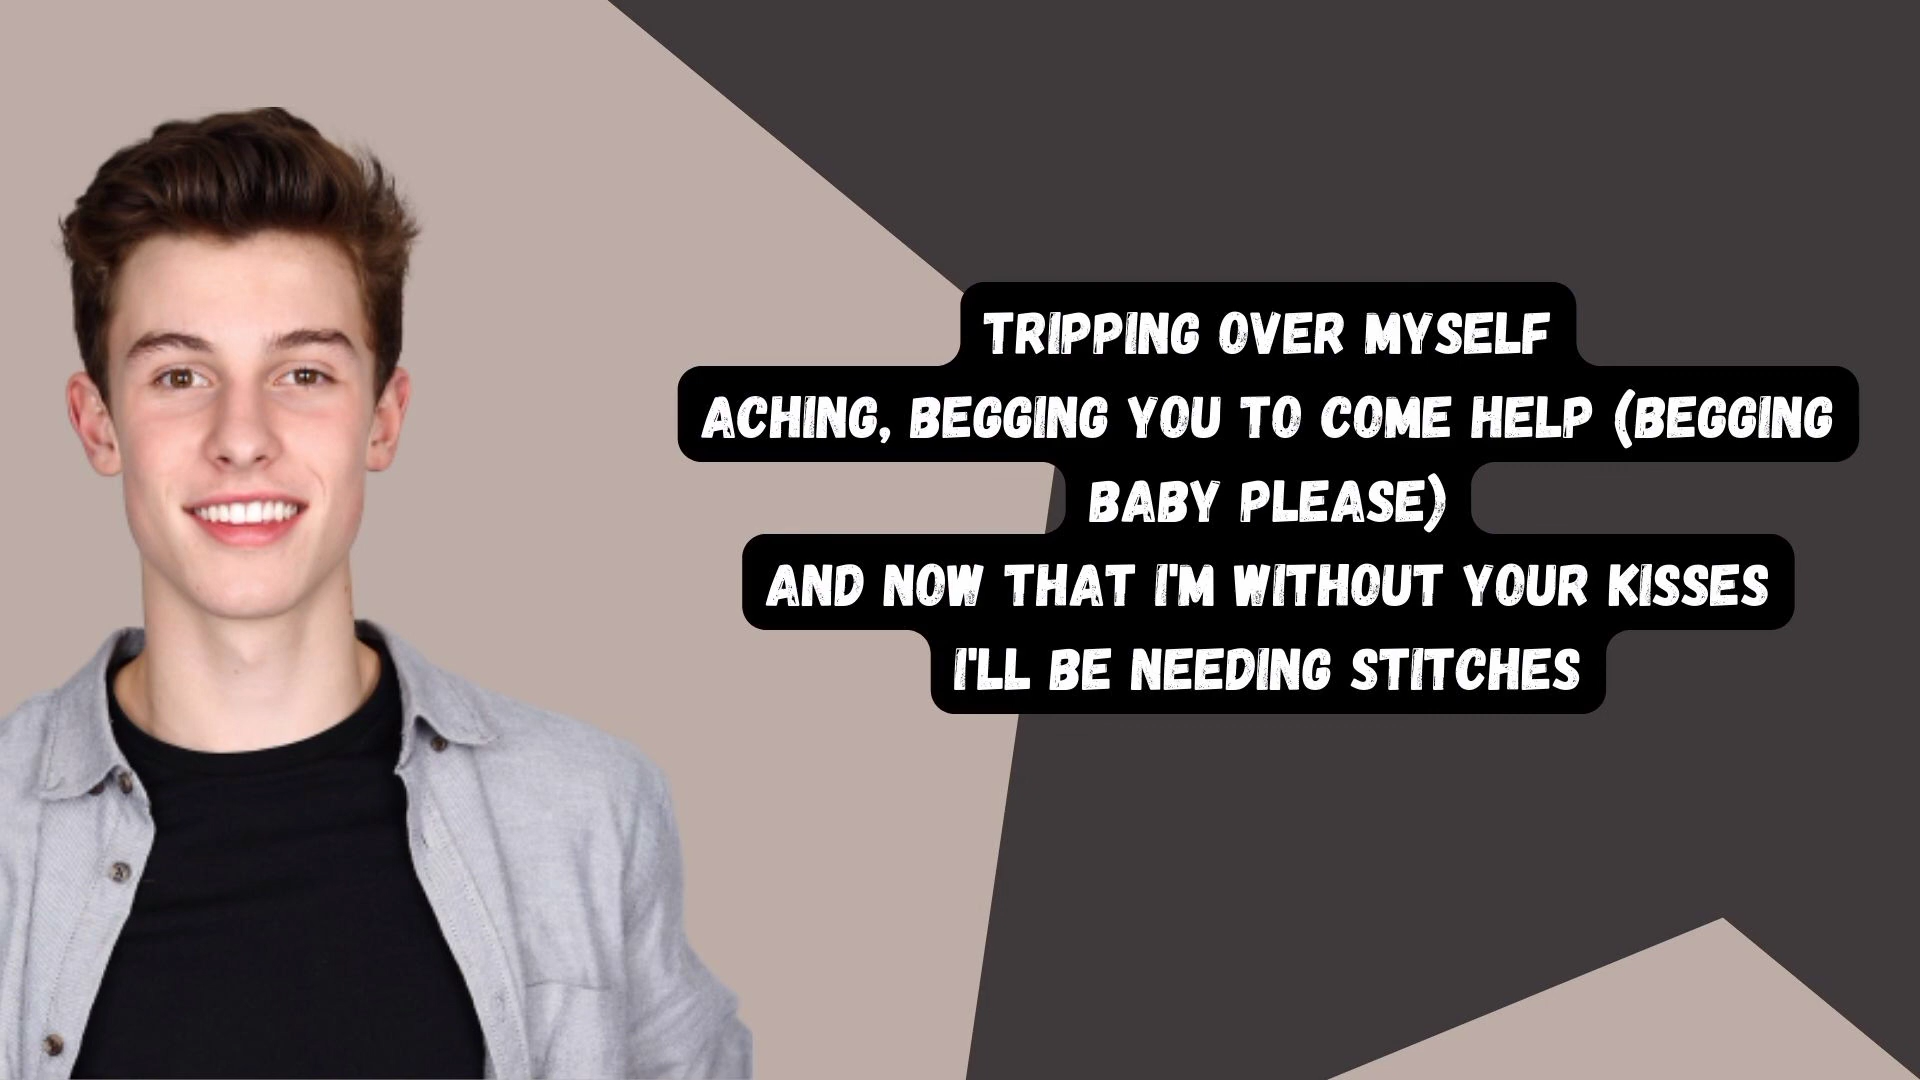 TRIPPING OVER MYSELF
ACHING, BEGGING YOU TO COME HELP (BEGGING
BABY PLEASE)
AND NOW THAT I'M WITHOUT YOUR KISSES
I'LL BE NEEDING STITCHES